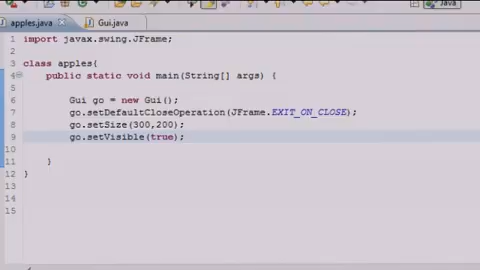 Java
apples.java Gui.java
1 import javax.swing.JFrame;
2
3 class apples{
4 public static void main(String[] args) {
5
6 Gui go = new Gui();
7 go.setDefaultCloseOperation(JFrame.EXIT_ON_CLOSE);
8 go.setSize(300,200);
9 go.setVisible(true);
10
11 }
12 }
13
14
15